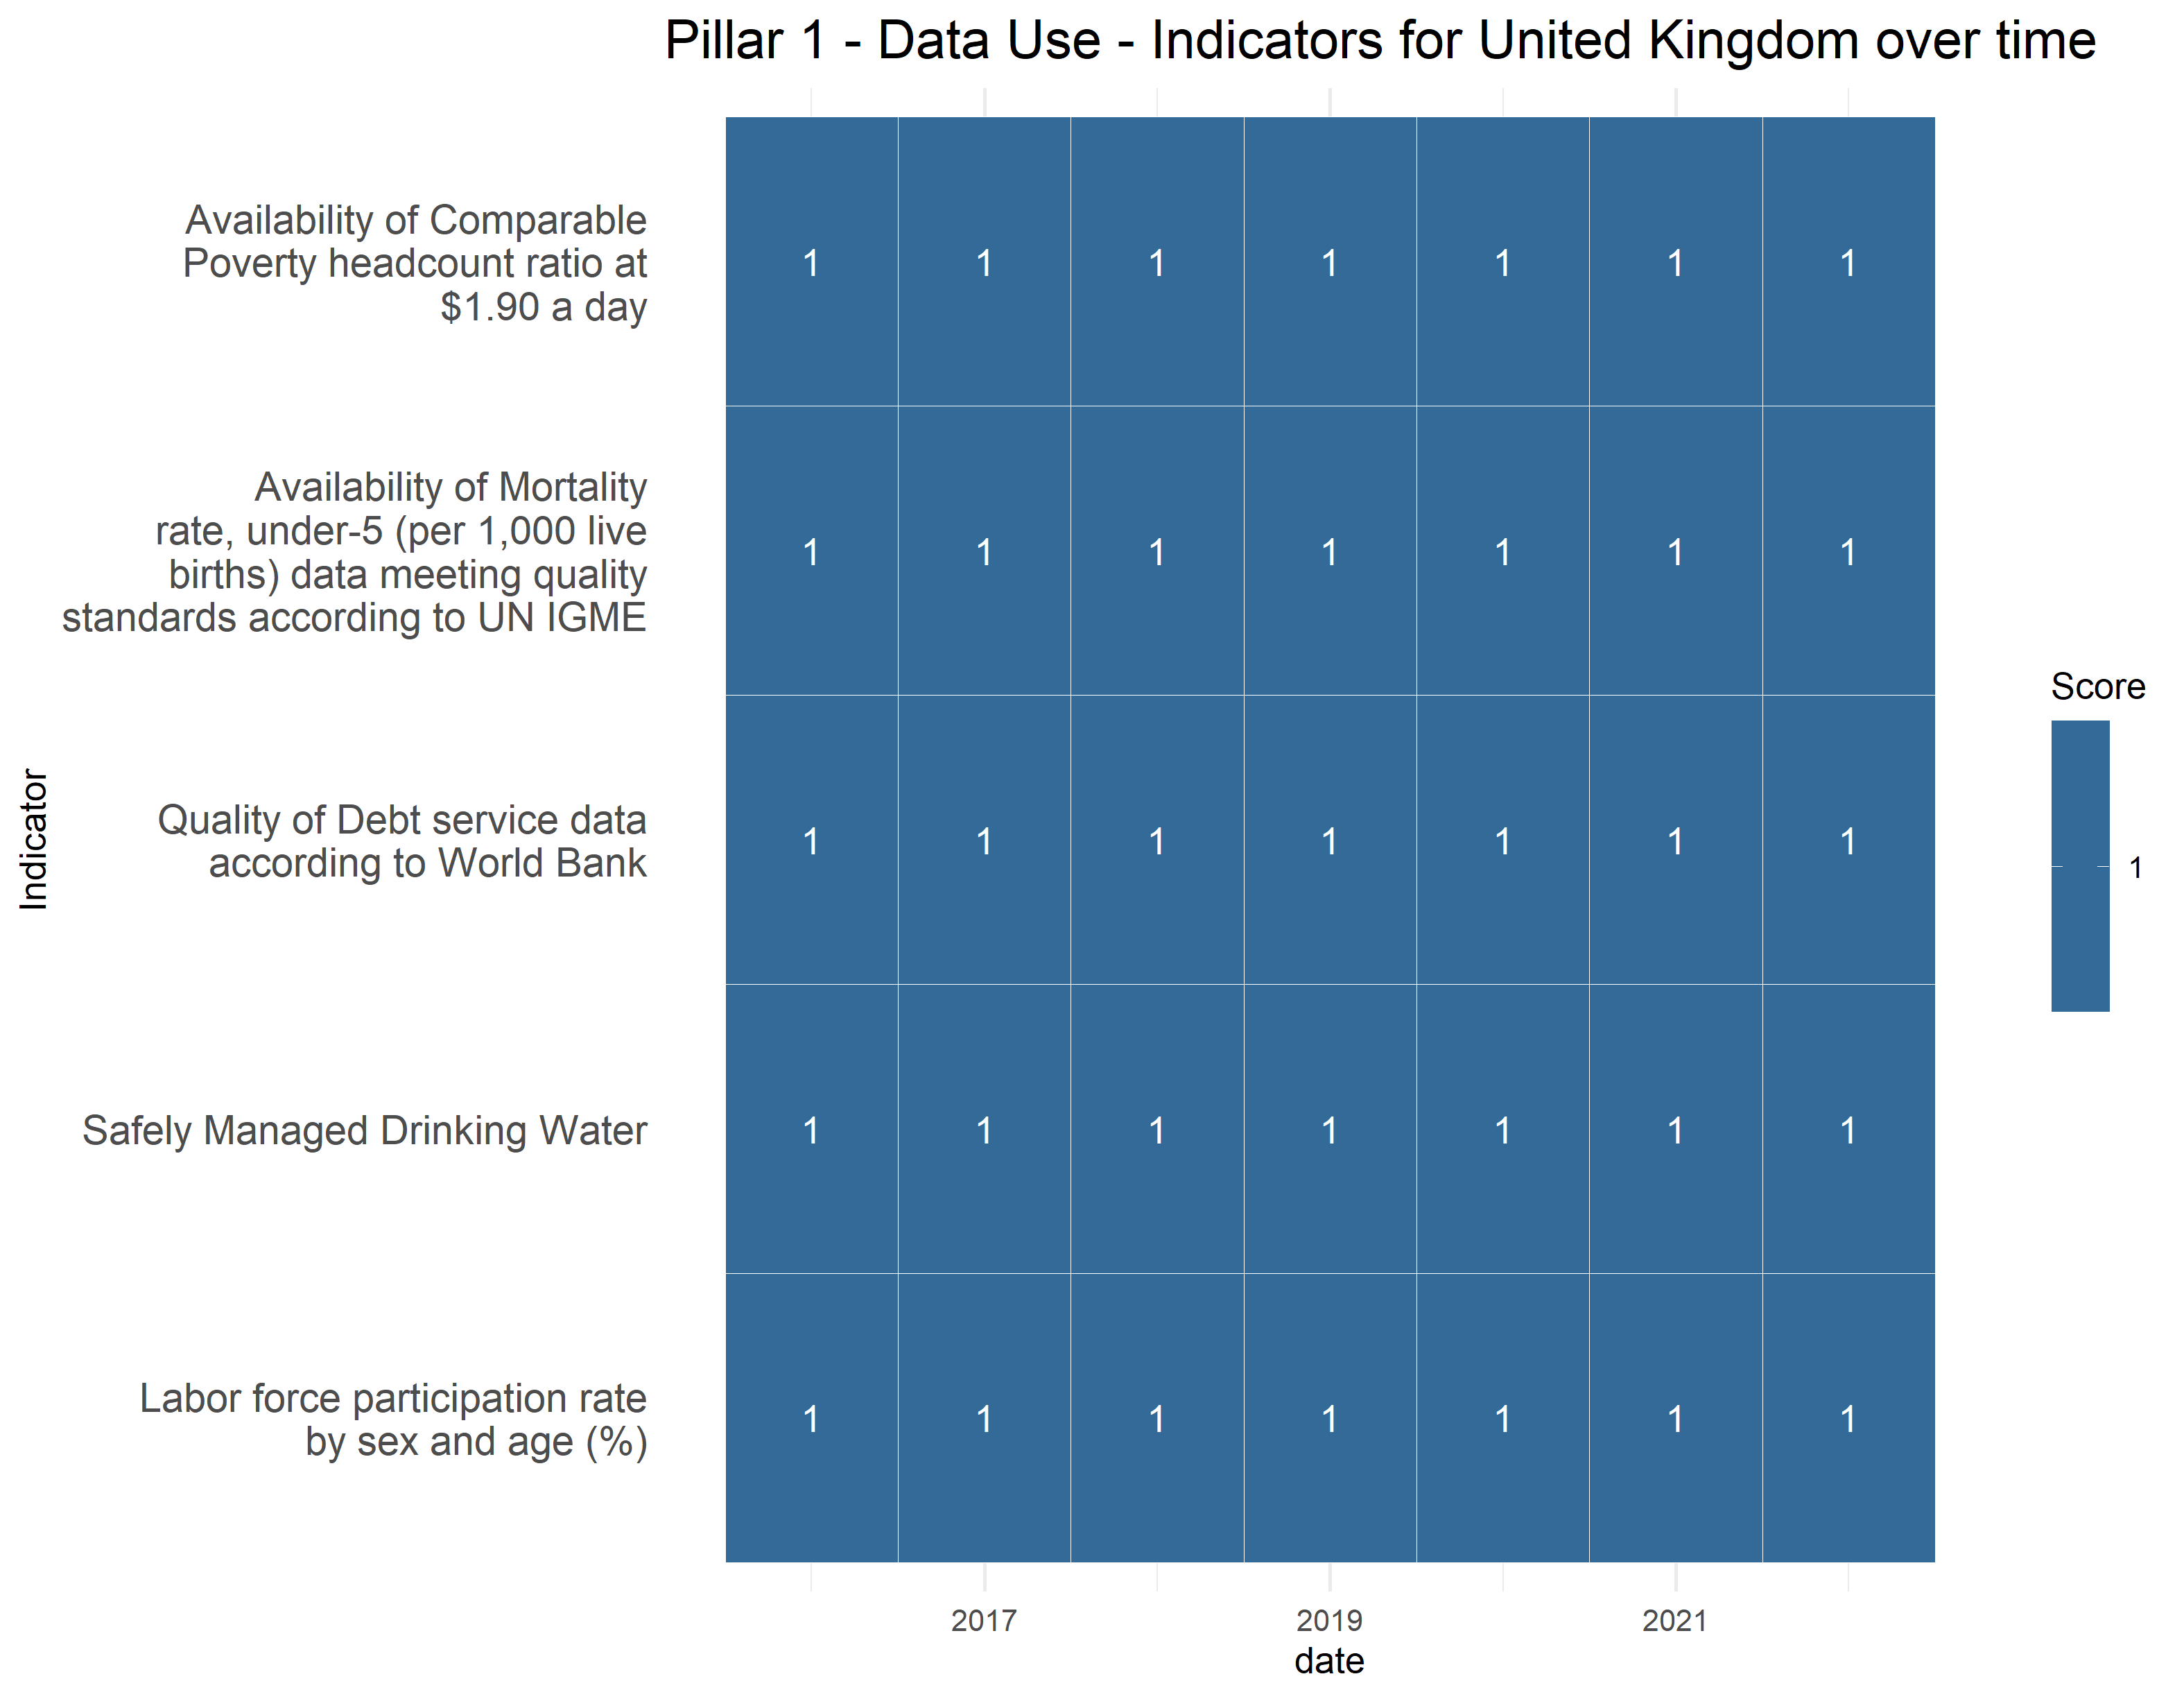 Pillar 1 - Data Use - Indicators for United Kingdom over time
Indicator
Availability of Comparable
Poverty headcount ratio at
$1.90 a day
1 1 1 1 1 1 1
Availability of Mortality
rate, under-5 (per 1,000 live
births) data meeting quality
standards according to UN IGME
1 1 1 1 1 1 1
Quality of Debt service data
according to World Bank
1 1 1 1 1 1 1
Safely Managed Drinking Water
1 1 1 1 1 1 1
Labor force participation rate
by sex and age (%)
1 1 1 1 1 1 1
2017 2019 2021
date
Score
1